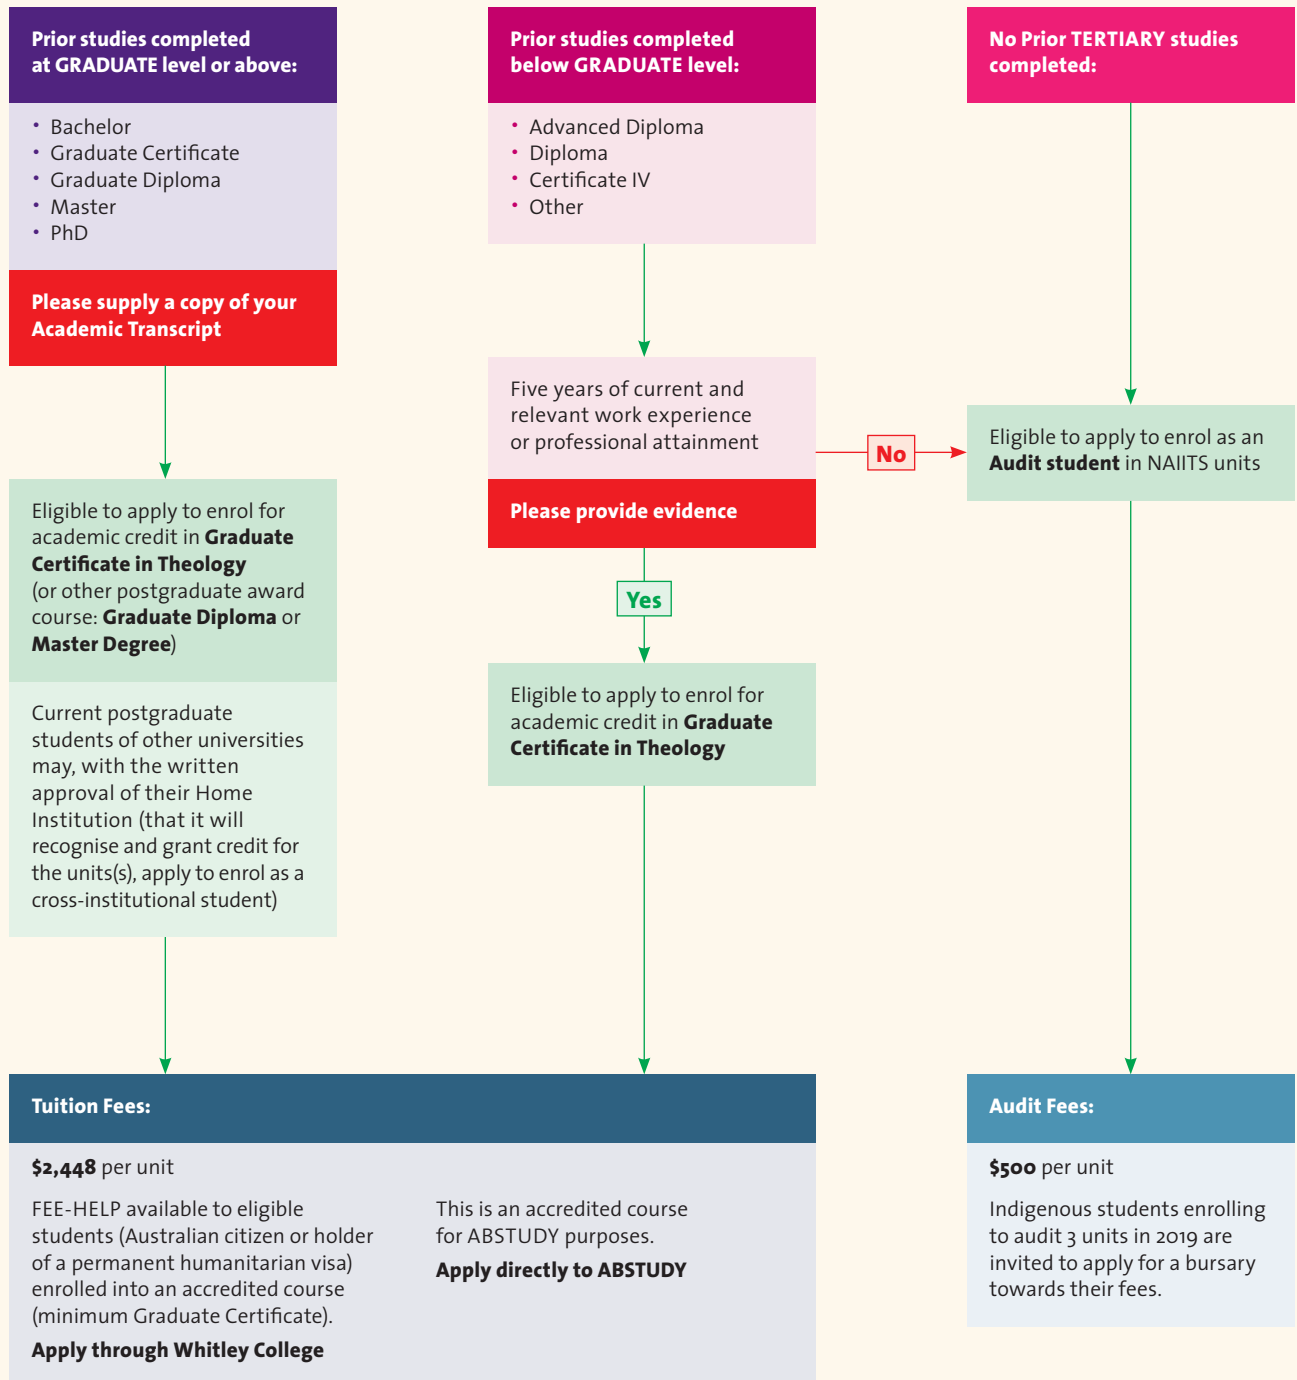 Prior studies completed
at GRADUATE level or above:
• Bachelor
• Graduate Certificate
• Graduate Diploma
• Master
• PhD
Please supply a copy of your
Academic Transcript
Eligible to apply to enrol for
academic credit in Graduate
Certificate in Theology
(or other postgraduate award
course: Graduate Diploma or
Master Degree)
Current postgraduate
students of other universities
may, with the written
approval of their Home
Institution (that it will
recognise and grant credit for
the units(s), apply to enrol as a
cross-institutional student)
Prior studies completed
below GRADUATE level:
• Advanced Diploma
• Diploma
• Certificate IV
• Other
Five years of current and
relevant work experience
or professional attainment
No
Please provide evidence
Yes
Eligible to apply to enrol for
academic credit in Graduate
Certificate in Theology
No Prior TERTIARY studies
completed:
Eligible to apply to enrol as an
Audit student in NAIITS units
Tuition Fees:
$2,448 per unit
FEE-HELP available to eligible
students (Australian citizen or holder
of a permanent humanitarian visa)
enrolled into an accredited course
(minimum Graduate Certificate).
Apply through Whitley College
This is an accredited course
for ABSTUDY purposes.
Apply directly to ABSTUDY
Audit Fees:
$500 per unit
Indigenous students enrolling
to audit 3 units in 2019 are
invited to apply for a bursary
towards their fees.